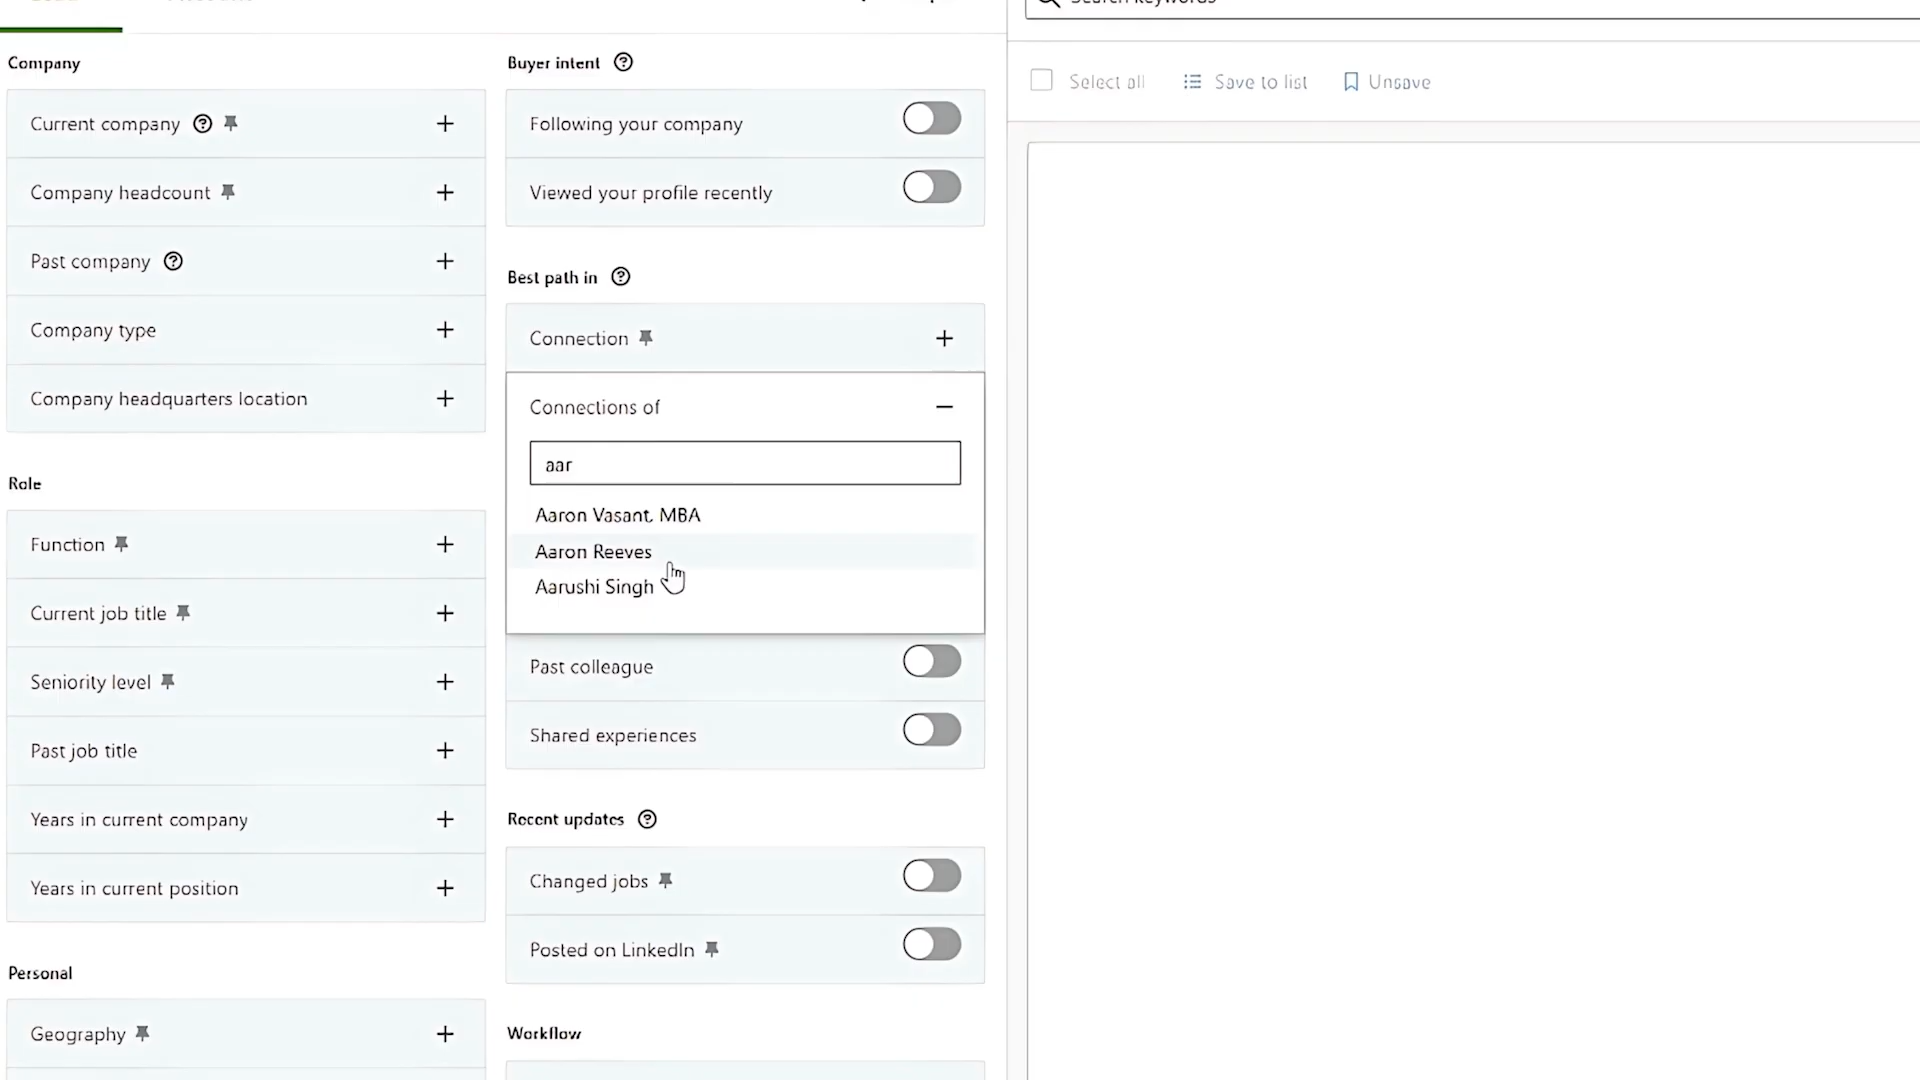 Search keywords
Select all
Save to list
Unsave
Company
Current company
Company headcount
Past company
Company type
Company headquarters location
Role
Function
Current job title
Seniority level
Past job title
Years in current company
Years in current position
Personal
Geography
Buyer intent
Following your company
Viewed your profile recently
Best path in
Connection
Connections of
aar
Aaron Vasant, MBA
Aaron Reeves
Aarushi Singh
Past colleague
Shared experiences
Recent updates
Changed jobs
Posted on LinkedIn
Workflow